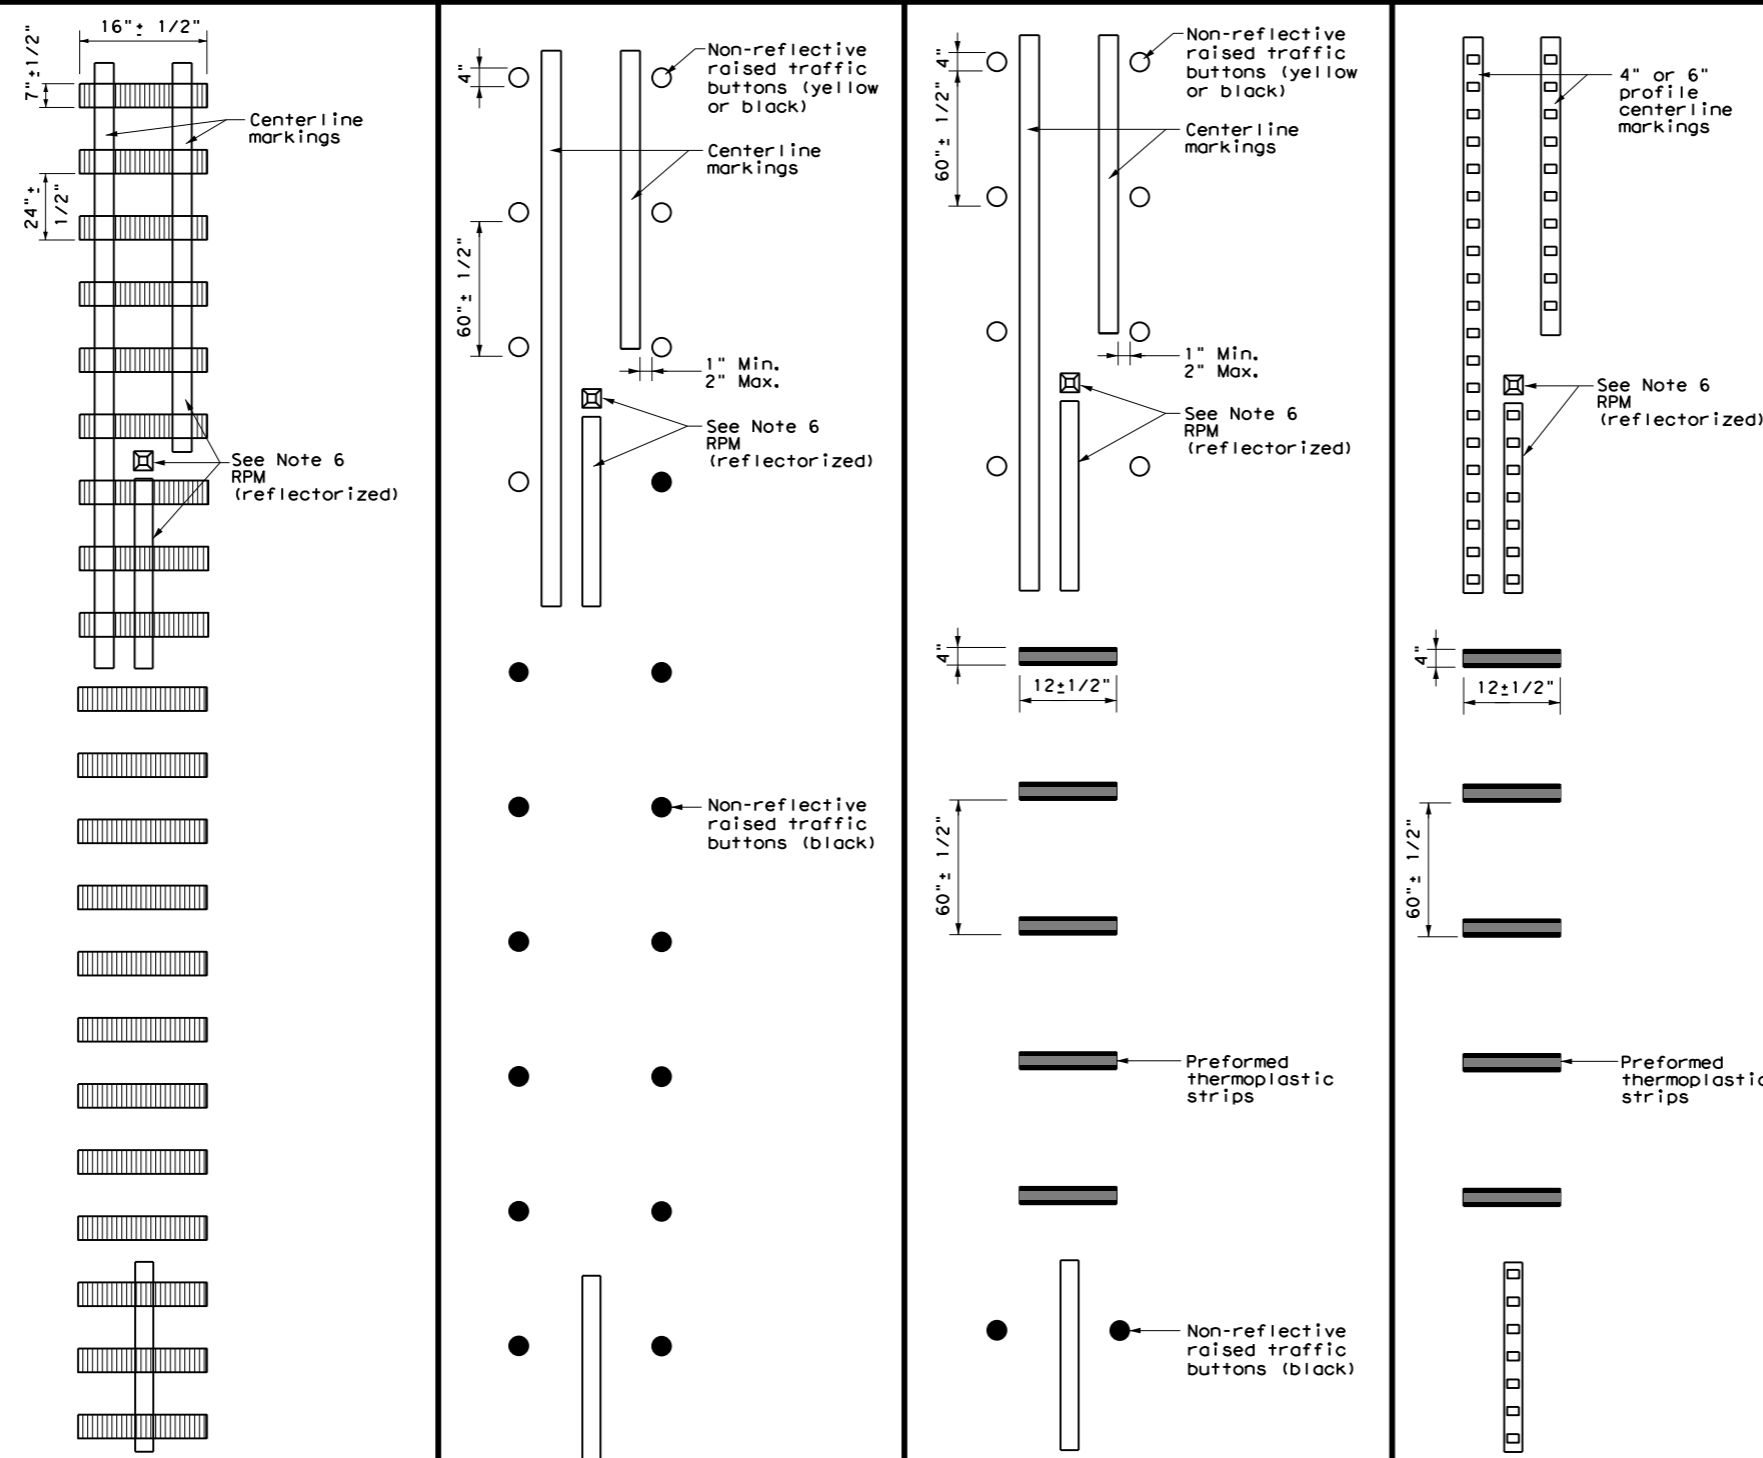 16"± 1/2"
7"±1/2"
24"±
1/2"
Centerline
markings
See Note 6
RPM
(reflectorized)
4"
60"± 1/2"
Non-reflective
raised traffic
buttons (yellow
or black)
Centerline
markings
1" Min.
2" Max.
See Note 6
RPM
(reflectorized)
Non-reflective
raised traffic
buttons (black)
4"
60"± 1/2"
Non-reflective
raised traffic
buttons (yellow
or black)
Centerline
markings
1" Min.
2" Max.
See Note 6
RPM
(reflectorized)
4"
12±1/2"
60"± 1/2"
Preformed
thermoplastic
strips
Non-reflective
raised traffic
buttons (black)
4" or 6"
profile
centerline
markings
See Note 6
RPM
(reflectorized)
4"
12±1/2"
60"± 1/2"
Preformed
thermoplastic
strips